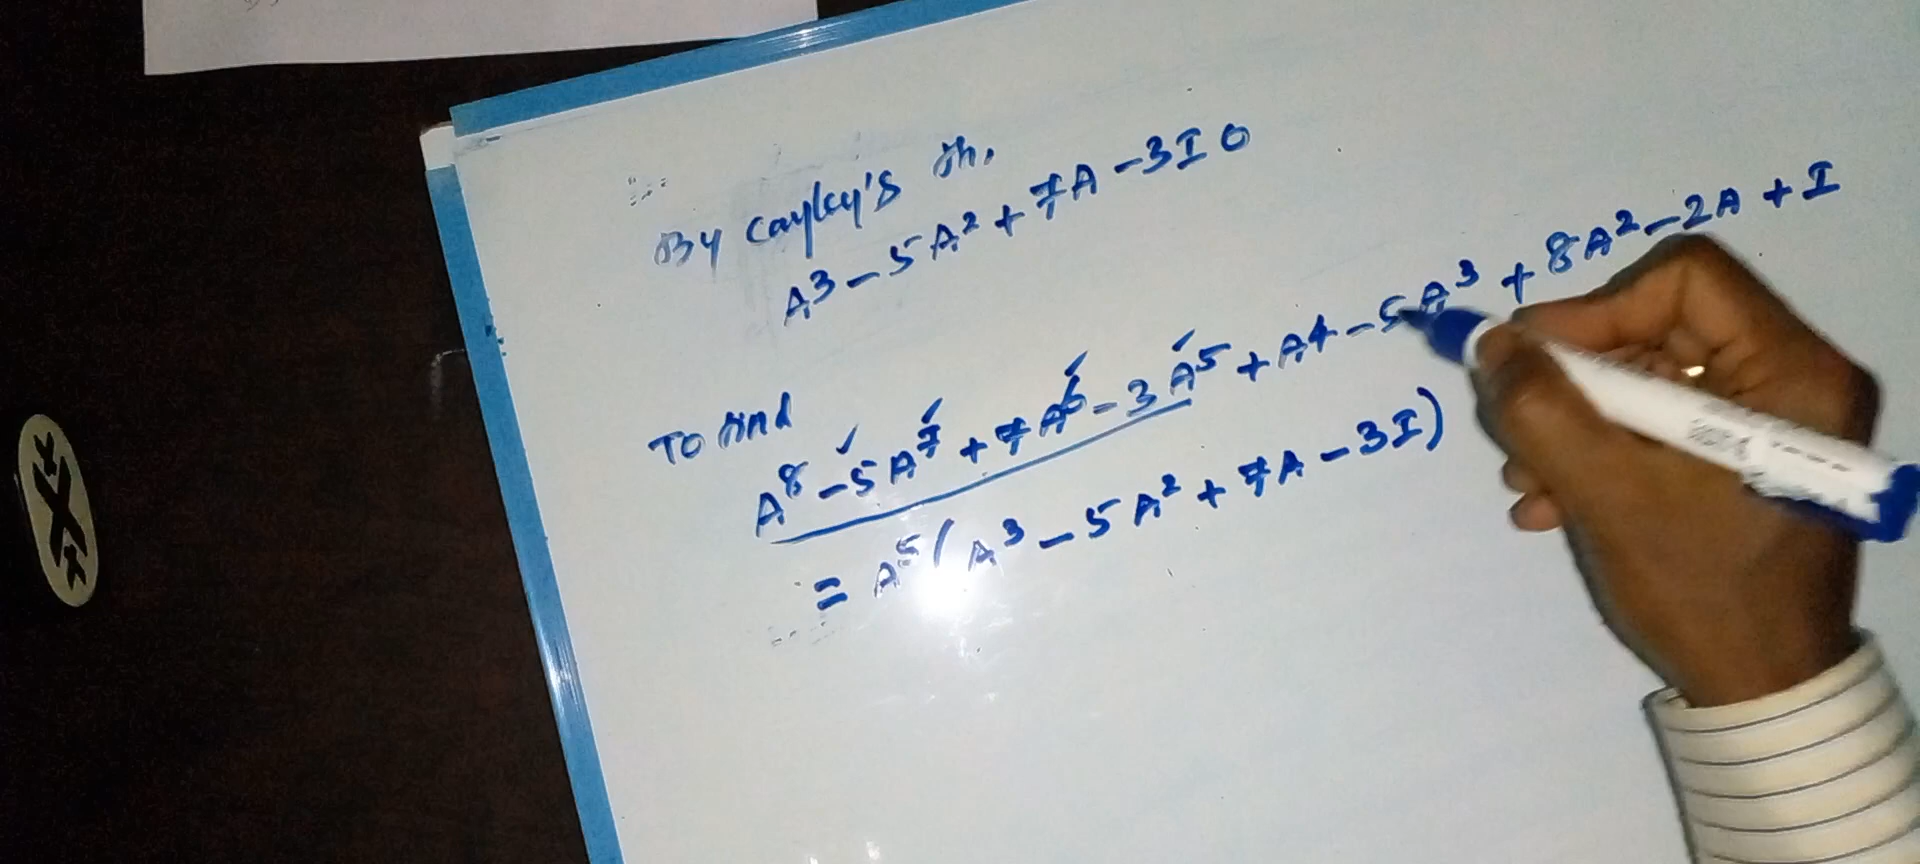 By Cayley's th.
A³ - 5A² + 7A - 3I 0
To find
A⁸ - 5A⁷ + 7A⁶ - 3A⁵ + A⁴ - 5A³ + 8A² - 2A + I
= A⁵(A³ - 5A² + 7A - 3I)